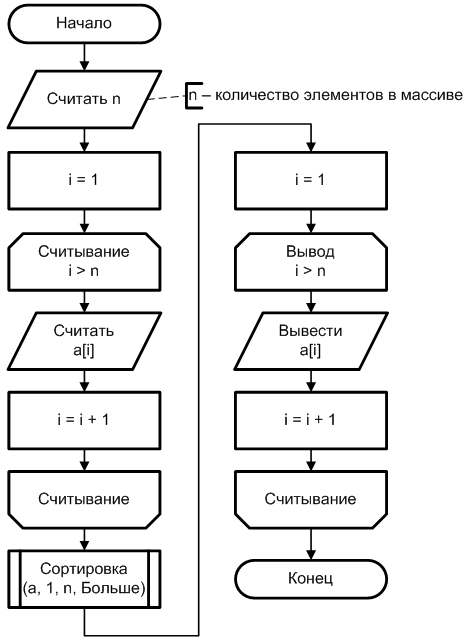 Начало
Считать n
n – количество элементов в массиве
i = 1
Считывание
i > n
Считать
a[i]
i = i + 1
Считывание
Сортировка
(a, 1, n, Больше)
i = 1
Вывод
i > n
Вывести
a[i]
i = i + 1
Считывание
Конец